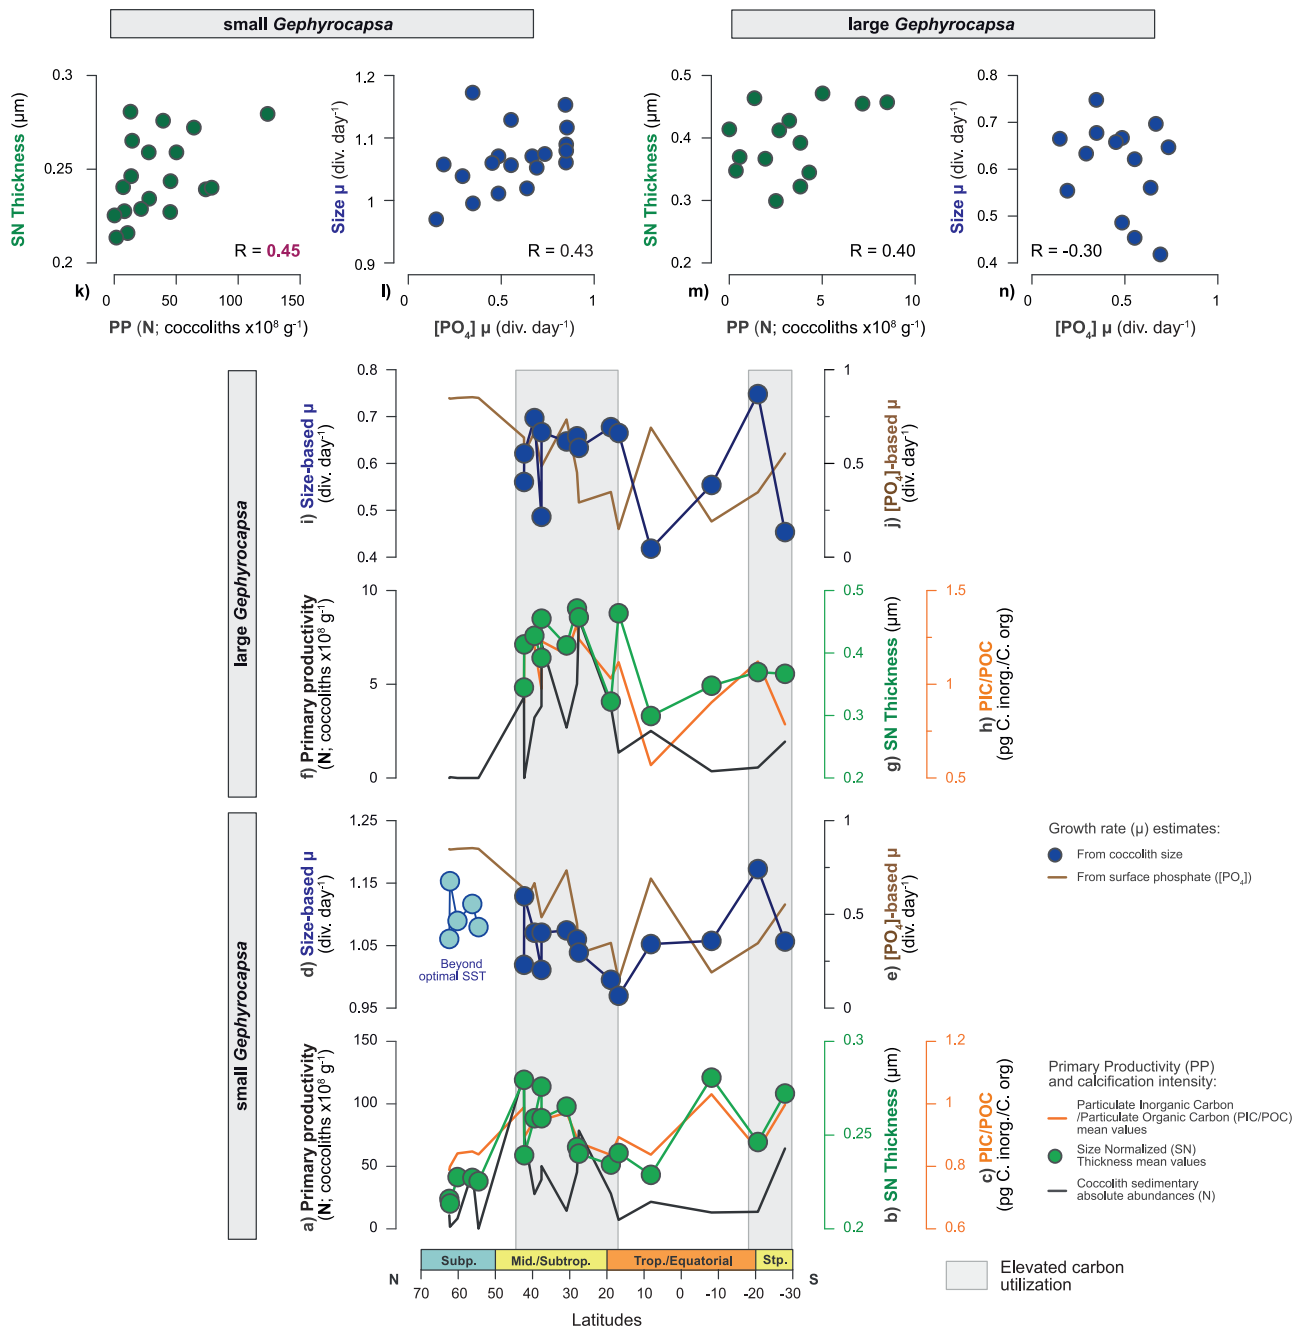 small Gephyrocapsa
large Gephyrocapsa
0.3
0.25
0.2
SN Thickness (μm)
R = 0.45
k)
0 50 100 150
PP (N; coccoliths x10⁸ g⁻¹)
1.2
1.1
1
0.9
Size μ (div. day⁻¹)
R = 0.43
l)
0 0.5 1
[PO₄] μ (div. day⁻¹)
0.5
0.4
0.3
0.2
SN Thickness (μm)
R = 0.40
m)
0 5 10
PP (N; coccoliths x10⁸ g⁻¹)
0.8
0.7
0.6
0.5
0.4
Size μ (div. day⁻¹)
R = -0.30
n)
0 0.5 1
[PO₄] μ (div. day⁻¹)
large Gephyrocapsa
i) Size-based μ
(div. day⁻¹)
0.8
0.7
0.6
0.5
0.4
1
0.5
0
j) [PO₄]-based μ
(div. day⁻¹)
f) Primary productivity
(N; coccoliths x10⁸ g⁻¹)
10
5
0
0.5
0.4
0.3
0.2
g) SN Thickness (μm)
1.5
1
0.5
h) PIC/POC
(pg C. inorg./C. org)
small Gephyrocapsa
d) Size-based μ
(div. day⁻¹)
1.25
1.15
1.05
0.95
Beyond
optimal SST
1
0.5
0
e) [PO₄]-based μ
(div. day⁻¹)
a) Primary productivity
(N; coccoliths x10⁸ g⁻¹)
150
100
50
0
0.3
0.25
0.2
b) SN Thickness (μm)
1.2
1
0.8
0.6
c) PIC/POC
(pg C. inorg./C. org)
Growth rate (μ) estimates:
From coccolith size
From surface phosphate ([PO₄])
Primary Productivity (PP)
and calcification intensity:
Particulate Inorganic Carbon
/Particulate Organic Carbon (PIC/POC)
mean values
Size Normalized (SN)
Thickness mean values
Coccolith sedimentary
absolute abundances (N)
Elevated carbon
utilization
Subp. Mid./Subtrop. Trop./Equatorial Stp.
N S
70 60 50 40 30 20 10 0 -10 -20 -30
Latitudes